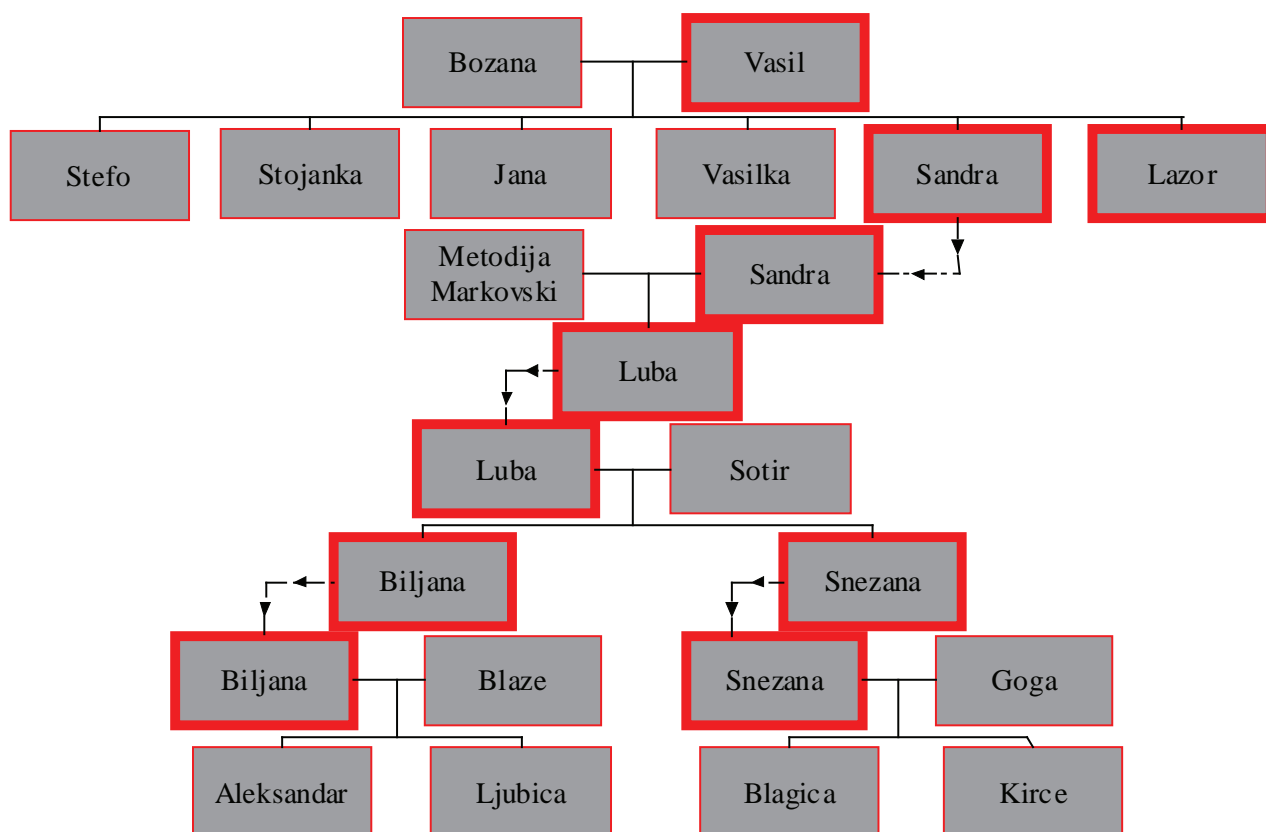 Bozana
Vasil
Stefo
Stojanka
Jana
Vasilka
Sandra
Lazor
Metodija
Markovski
Sandra
Luba
Luba
Sotir
Biljana
Snezana
Biljana
Blaze
Snezana
Goga
Aleksandar
Ljubica
Blagica
Kirce